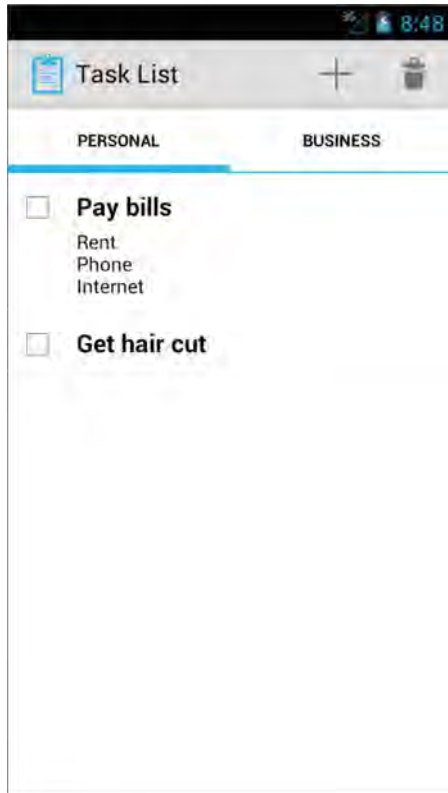 8:48
Task List
PERSONAL BUSINESS
Pay bills
Rent
Phone
Internet
Get hair cut